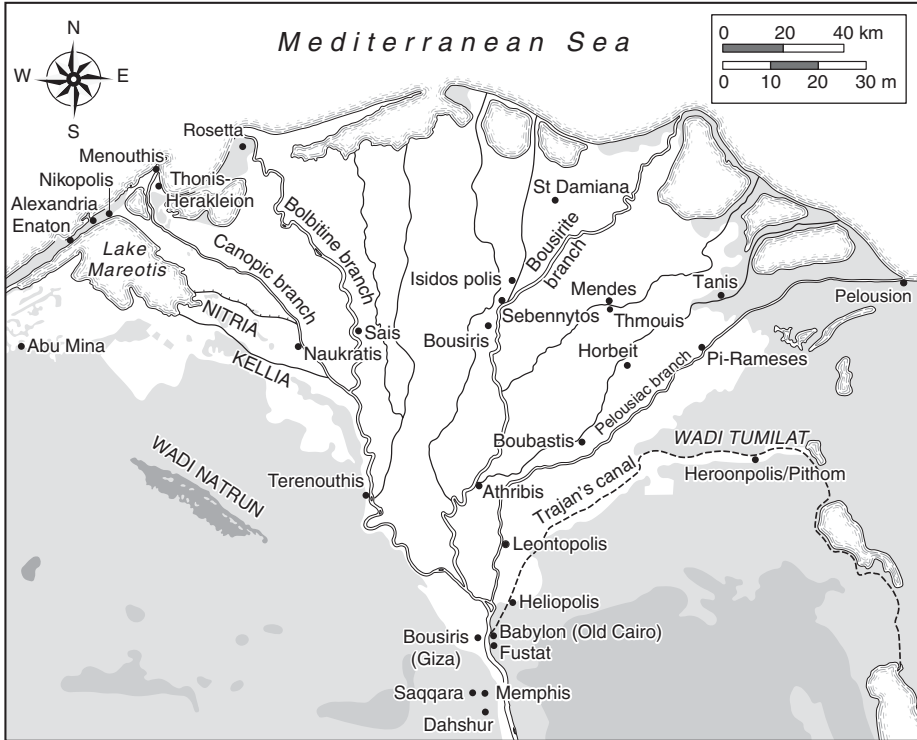 N
W E
S
Mediterranean Sea
0 20 40 km
0 10 20 30 m
Rosetta
Menouthis
Nikopolis
Thonis-
Herakleion
Alexandria
Enaton
Lake
Mareotis
Canopic branch
Bolbitine branch
St Damiana
Bousirite
branch
Isidos polis
Mendes
Tanis
Pelousion
Sebennytos
Thmouis
NITRIA
Sais
Bousiris
Abu Mina
KELLIA
Naukratis
Horbeit
Pi-Rameses
Pelousiac branch
Boubastis
WADI TUMILAT
Heroonpolis/Pithom
WADI NATRUN
Terenouthis
Athribis
Trajan's canal
Leontopolis
Heliopolis
Bousiris
(Giza)
Babylon (Old Cairo)
Fustat
Saqqara
Memphis
Dahshur